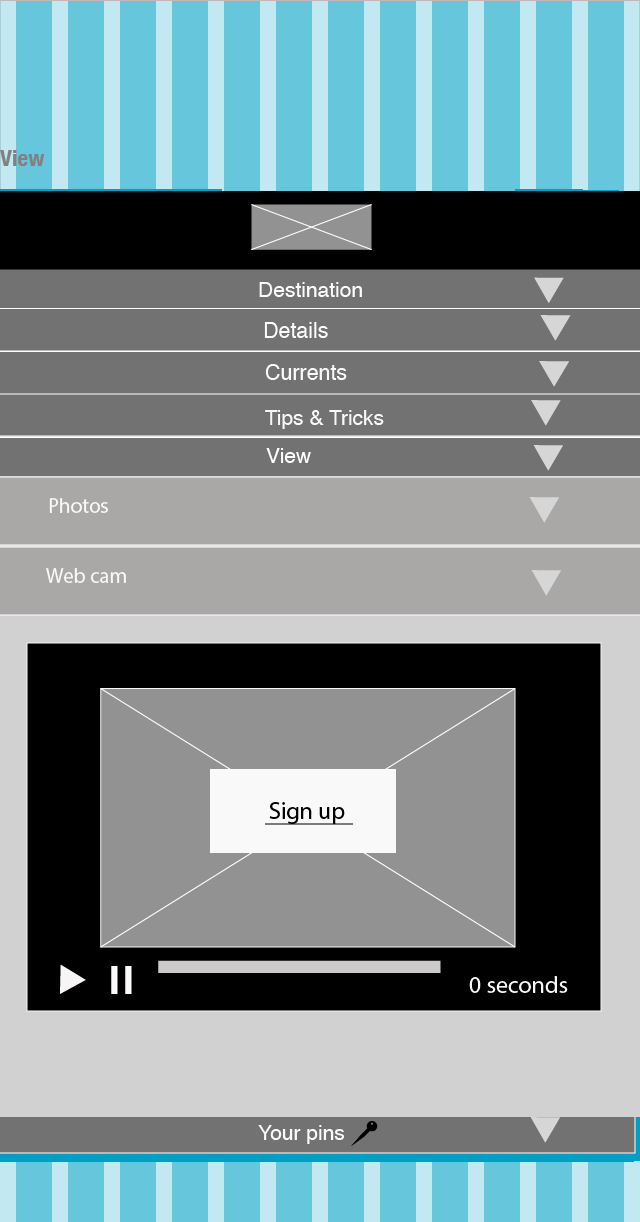 View
Destination
Details
Currents
Tips & Tricks
View
Photos
Web cam
Sign up
0 seconds
Your pins